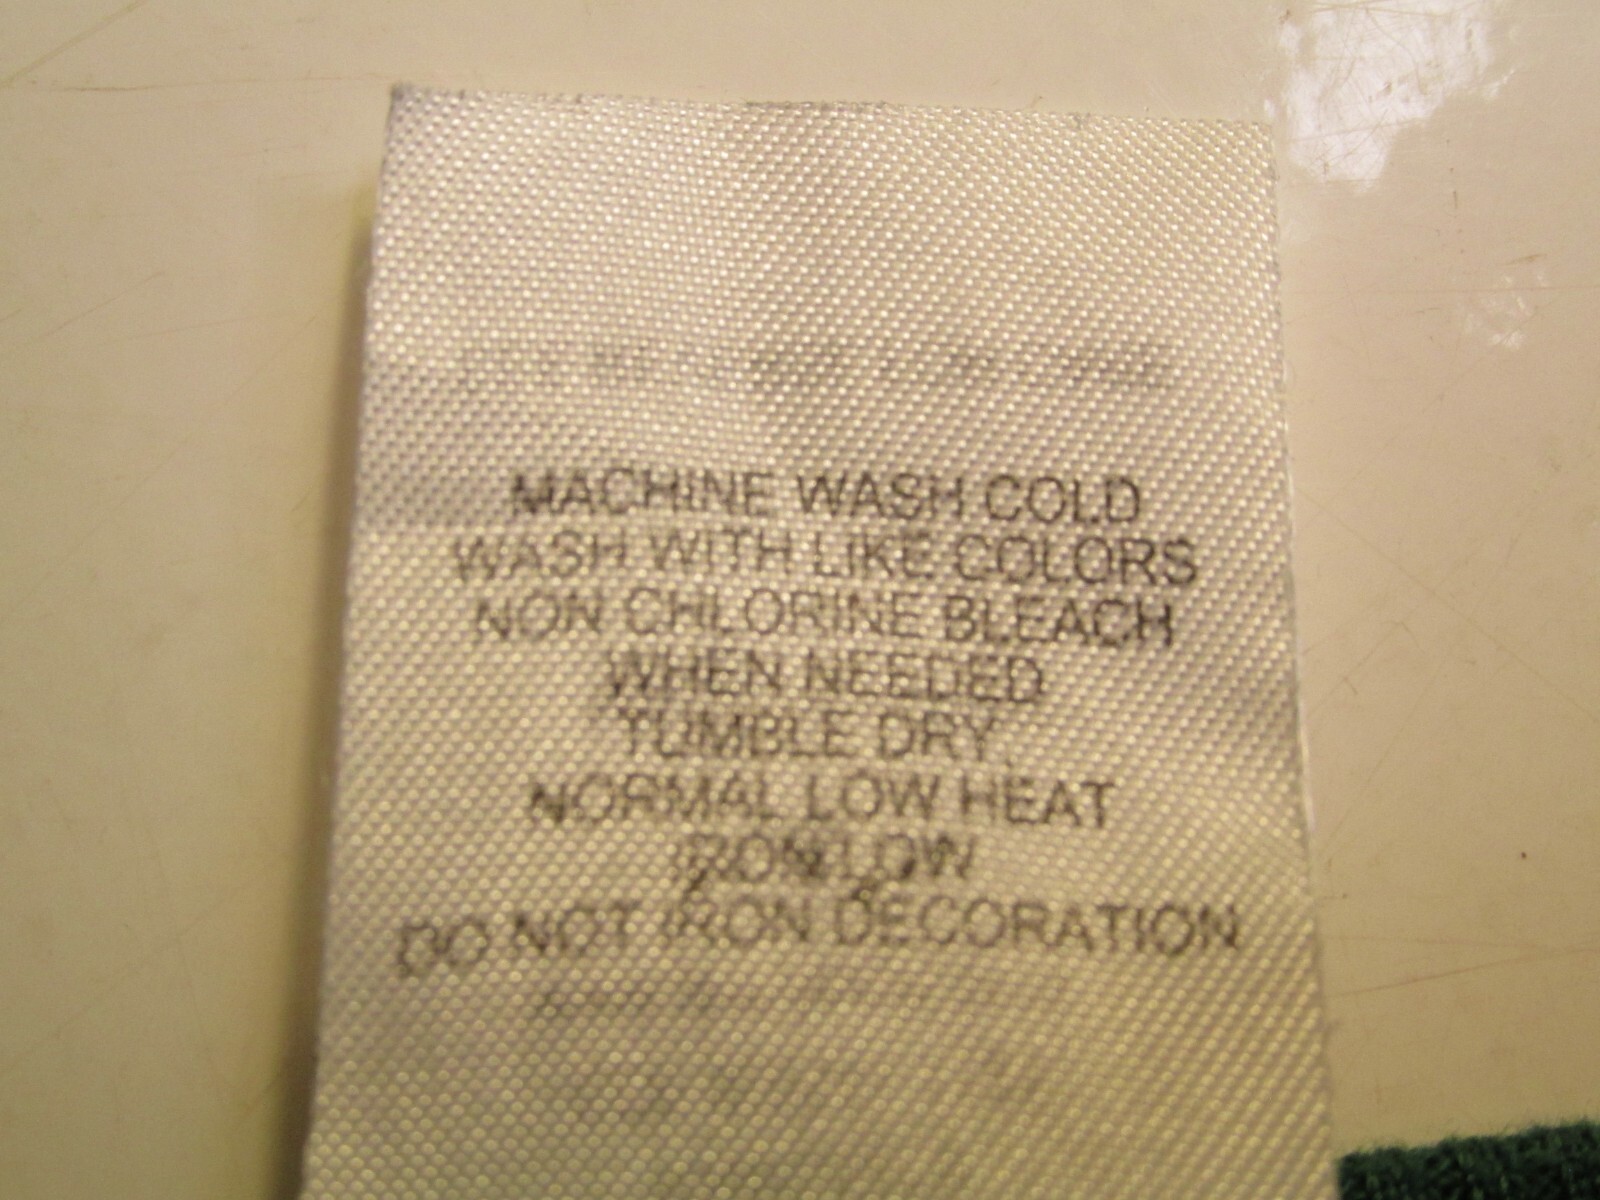 MACHINE WASH COLD
WASH WITH LIKE COLORS
NON CHLORINE BLEACH
WHEN NEEDED
TUMBLE DRY
NORMAL LOW HEAT
IRON LOW
DO NOT IRON DECORATION